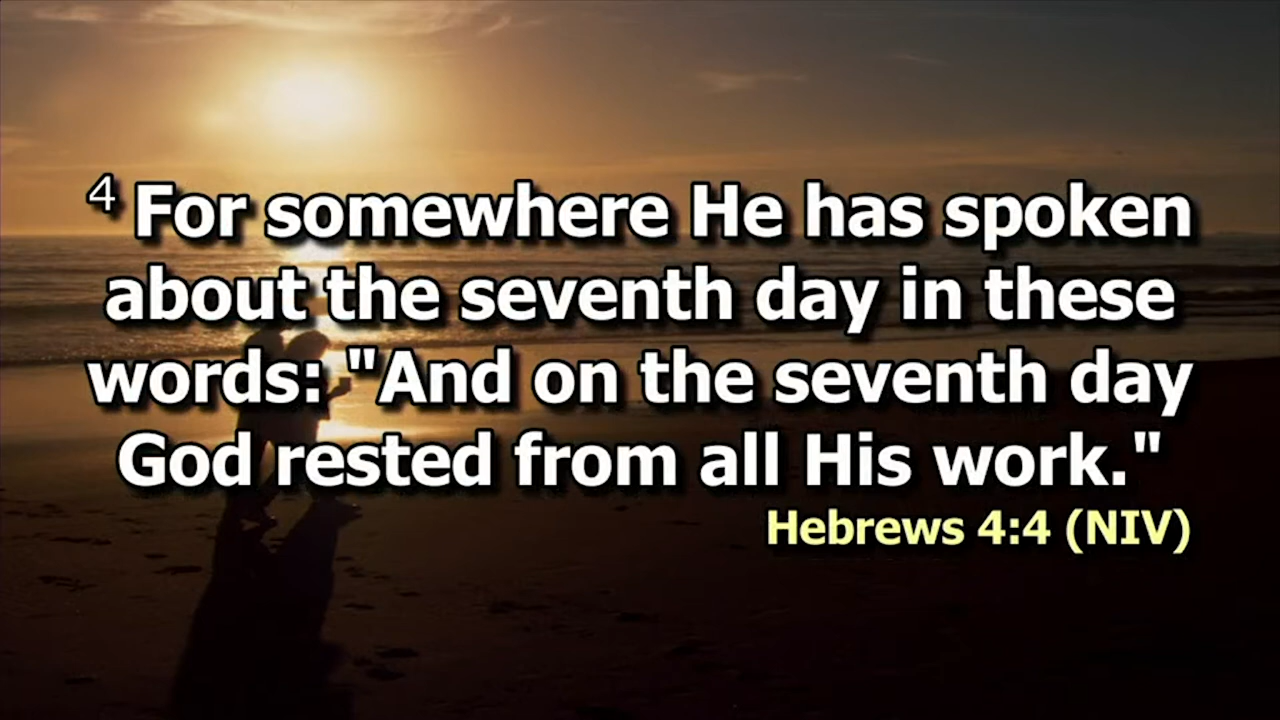 4 For somewhere He has spoken
about the seventh day in these
words: "And on the seventh day
God rested from all His work."
Hebrews 4:4 (NIV)